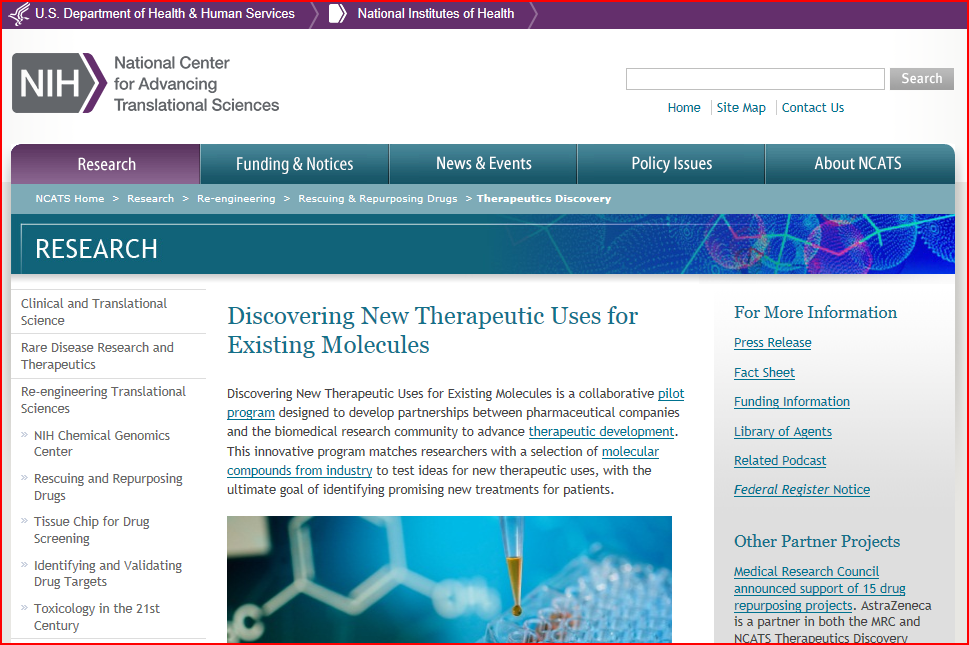 U.S. Department of Health & Human Services
National Institutes of Health
NIH
National Center
for Advancing
Translational Sciences
Search
Home
Site Map
Contact Us
Research
Funding & Notices
News & Events
Policy Issues
About NCATS
NCATS Home > Research > Re-engineering > Rescuing & Repurposing Drugs > Therapeutics Discovery
RESEARCH
Clinical and Translational
Science
Rare Disease Research and
Therapeutics
Re-engineering Translational
Sciences
» NIH Chemical Genomics
Center
» Rescuing and Repurposing
Drugs
» Tissue Chip for Drug
Screening
» Identifying and Validating
Drug Targets
» Toxicology in the 21st
Century
Discovering New Therapeutic Uses for
Existing Molecules
Discovering New Therapeutic Uses for Existing Molecules is a collaborative pilot
program designed to develop partnerships between pharmaceutical companies
and the biomedical research community to advance therapeutic development.
This innovative program matches researchers with a selection of molecular
compounds from industry to test ideas for new therapeutic uses, with the
ultimate goal of identifying promising new treatments for patients.
For More Information
Press Release
Fact Sheet
Funding Information
Library of Agents
Related Podcast
Federal Register Notice
Other Partner Projects
Medical Research Council
announced support of 15 drug
repurposing projects. AstraZeneca
is a partner in both the MRC and
NCATS Therapeutics Discovery